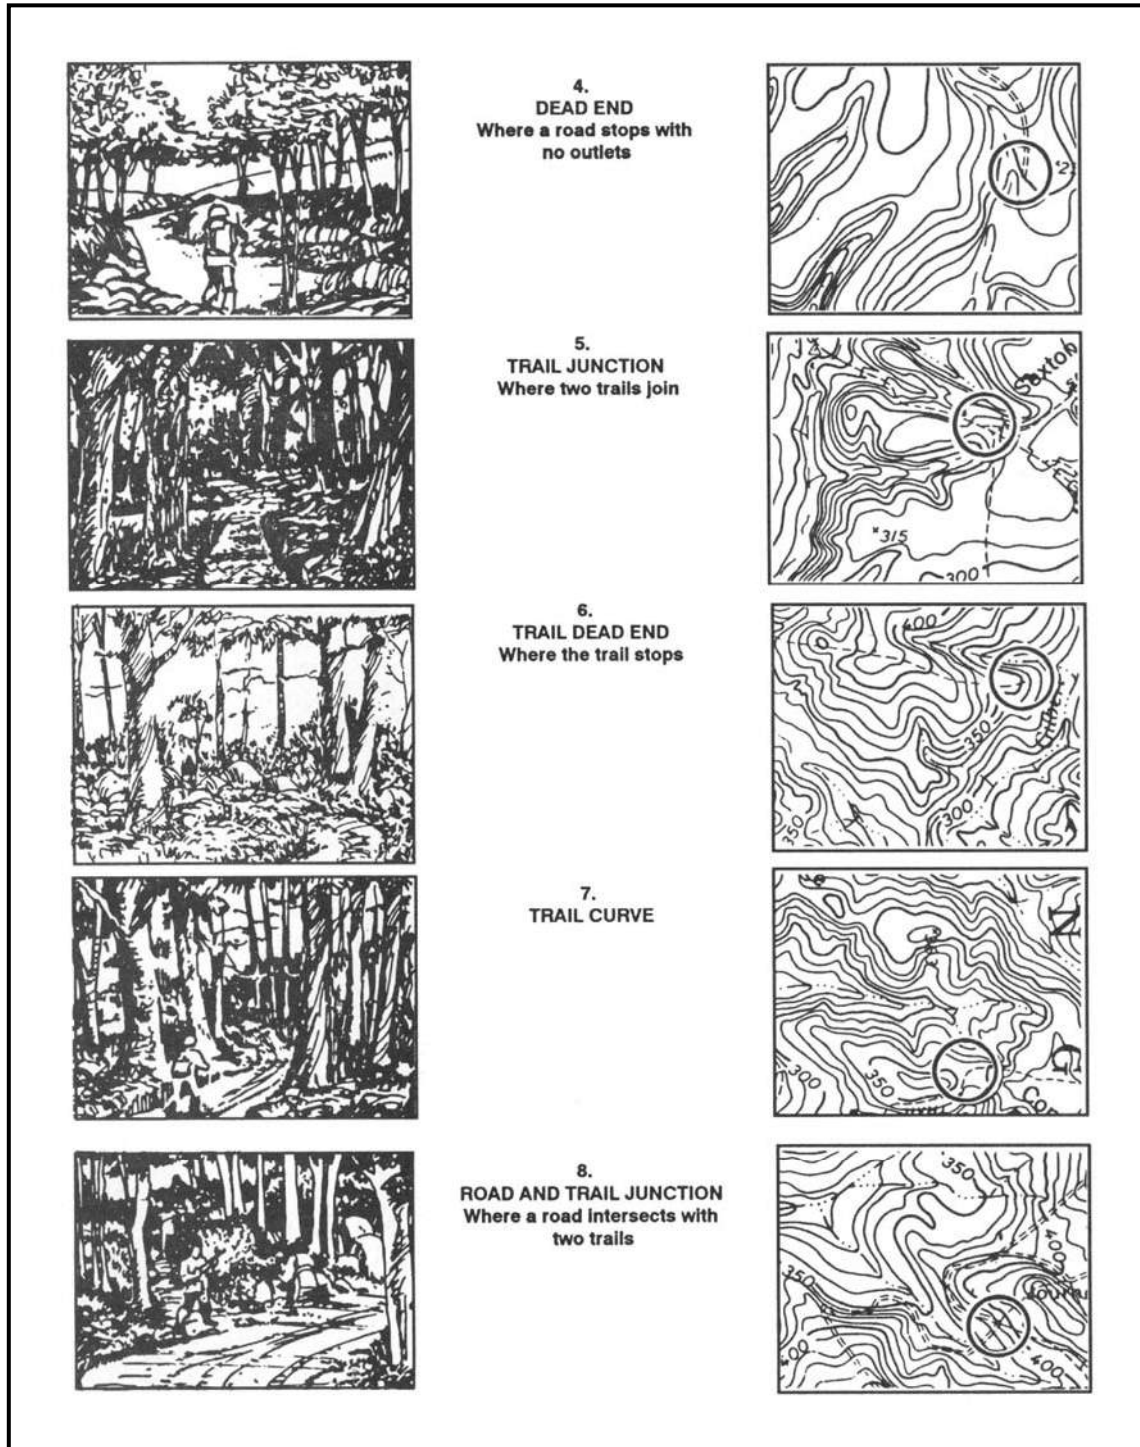 4.
DEAD END
Where a road stops with
no outlets
5.
TRAIL JUNCTION
Where two trails join
Saxton
*315
300
6.
TRAIL DEAD END
Where the trail stops
400
350
300
350
7.
TRAIL CURVE
N
G
300
350
8.
ROAD AND TRAIL JUNCTION
Where a road intersects with
two trails
350
400
350
400
400